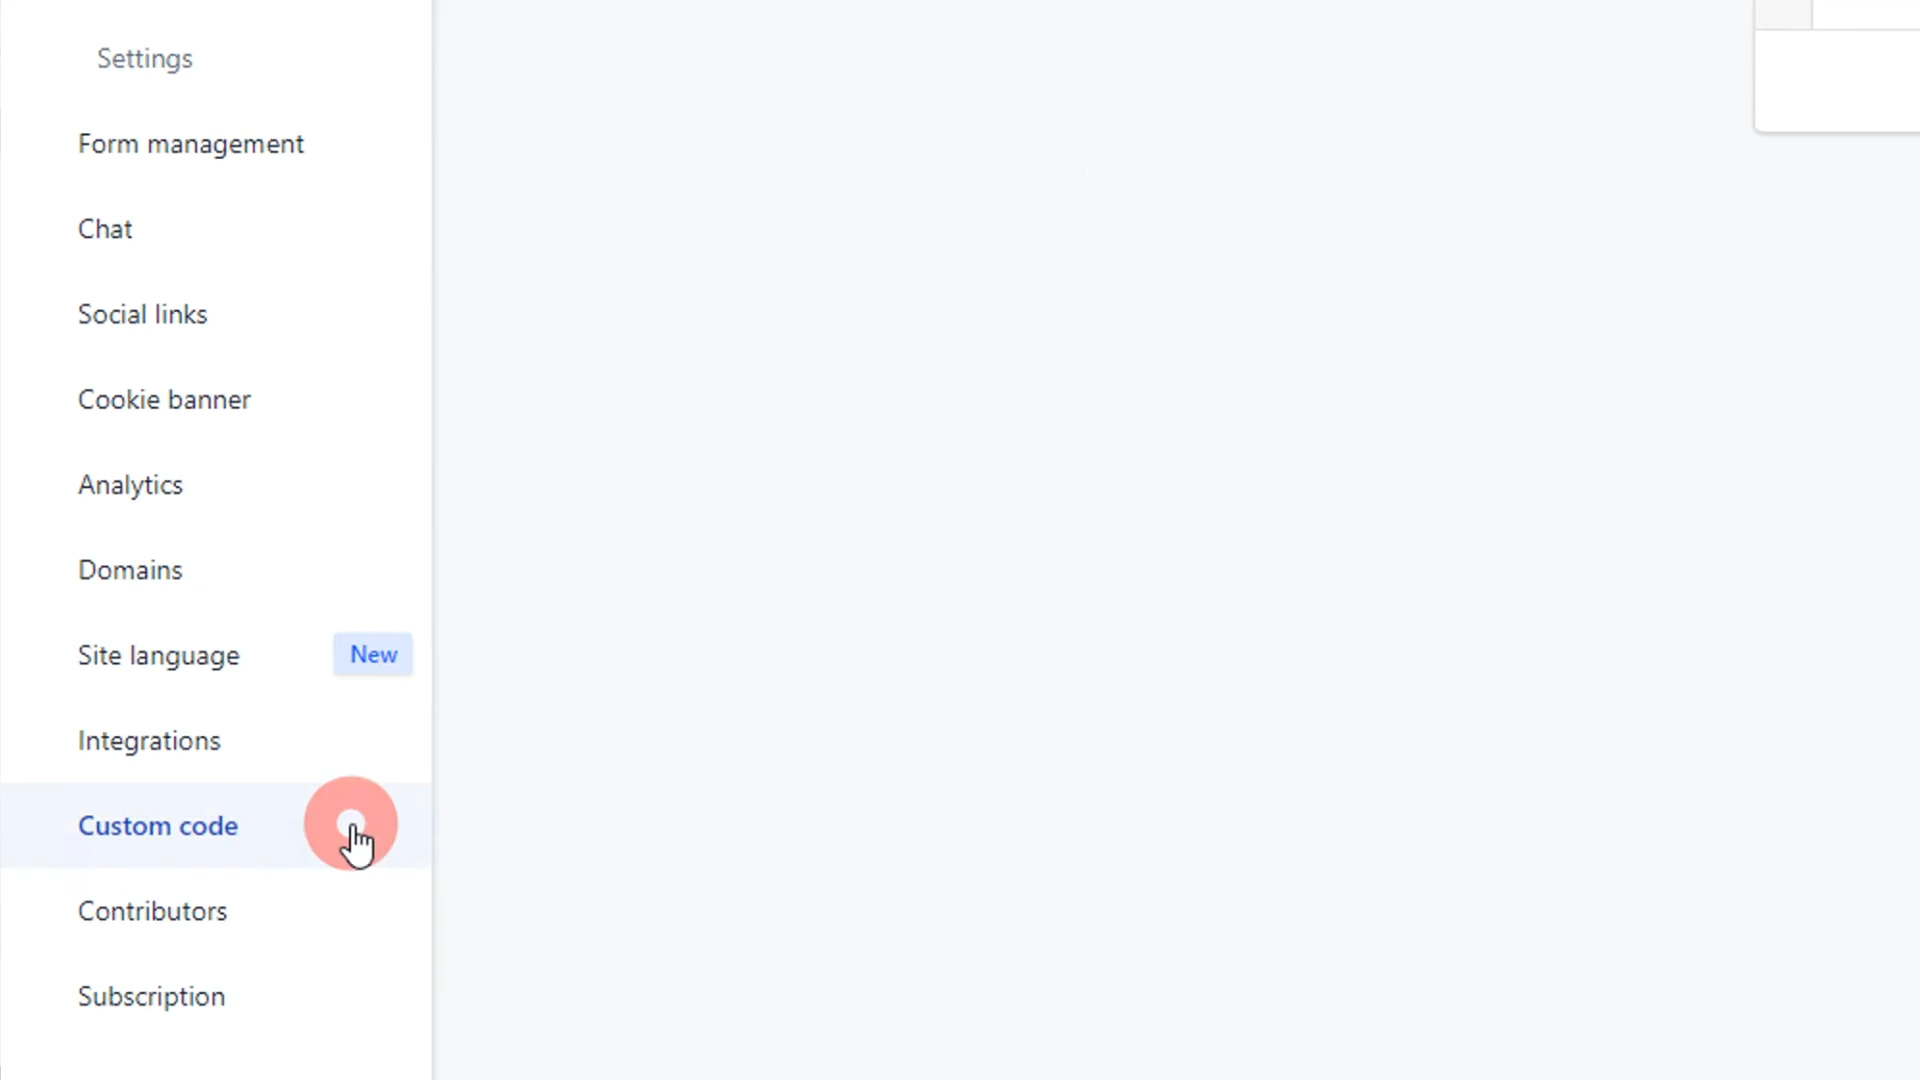 Settings
Form management
Chat
Social links
Cookie banner
Analytics
Domains
Site language New
Integrations
Custom code
Contributors
Subscription